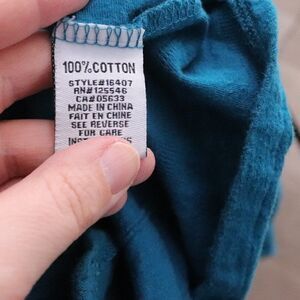 100% COTTON
STYLE#16407
RN#125546
CA#05633
MADE IN CHINA
FAIT EN CHINE
SEE REVERSE
FOR CARE